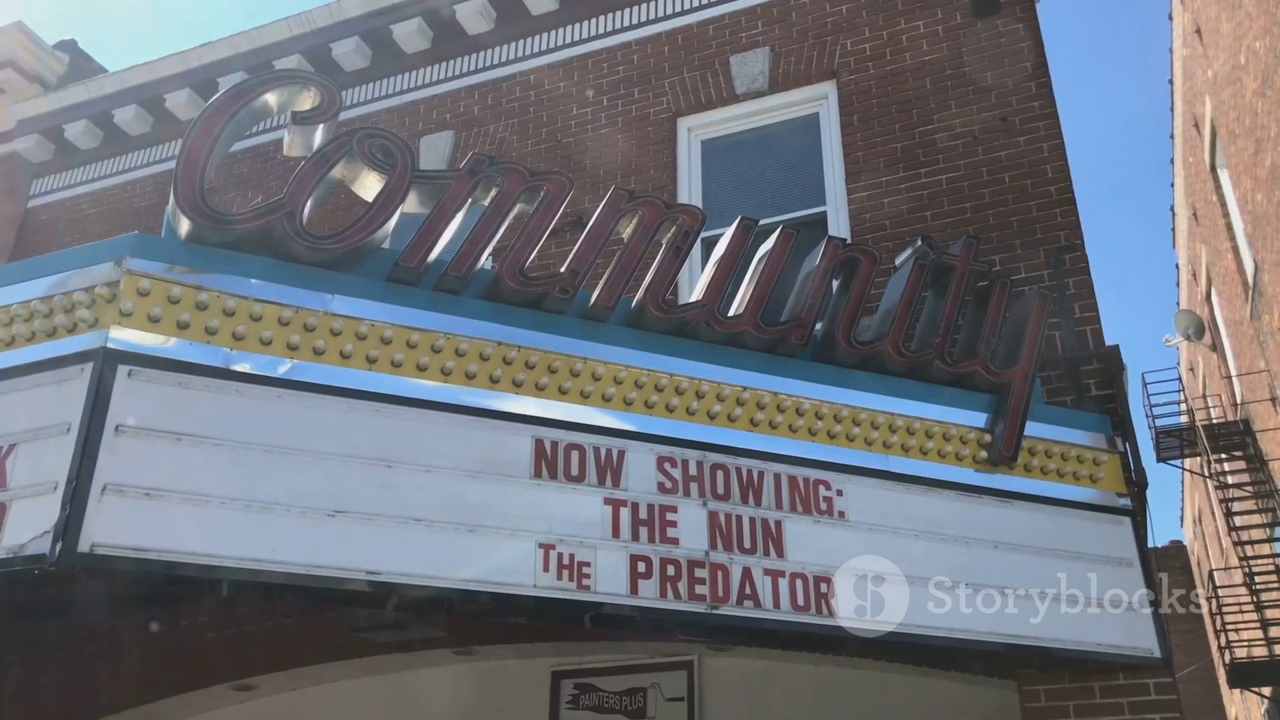 Community
NOW SHOWING:
THE NUN
THE PREDATOR
Storyblocks
PAINTERS PLUS